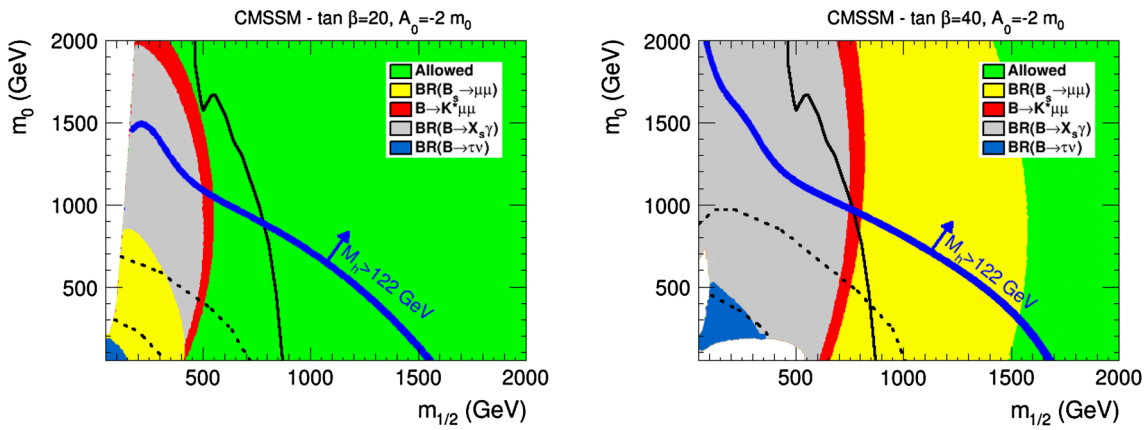 CMSSM - tan β=20, A₀=-2 m₀
m₀ (GeV)
2000
1500
1000
500
Allowed
BR(Bₛ→μμ)
B→K*μμ
BR(B→Xₛγ)
BR(B→τν)
M_h>122 GeV
500 1000 1500 2000
m₁/₂ (GeV)
CMSSM - tan β=40, A₀=-2 m₀
m₀ (GeV)
2000
1500
1000
500
Allowed
BR(Bₛ→μμ)
B→K*μμ
BR(B→Xₛγ)
BR(B→τν)
M_h>122 GeV
500 1000 1500 2000
m₁/₂ (GeV)